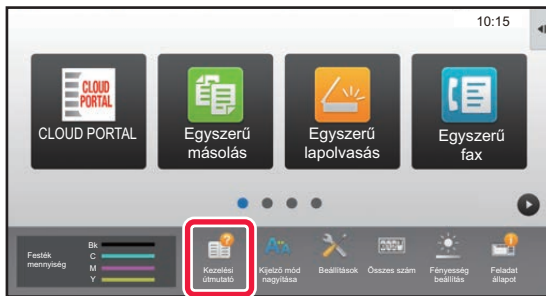 10:15
CLOUD
PORTAL
CLOUD PORTAL
Egyszerű
másolás
Egyszerű
lapolvasás
Egyszerű
fax
Festék
mennyiség
Bk
C
M
Y
Kezelési
útmutató
Kijelző mód
nagyítása
Beállítások
Összes szám
Fényesség
beállítás
Feladat
állapot